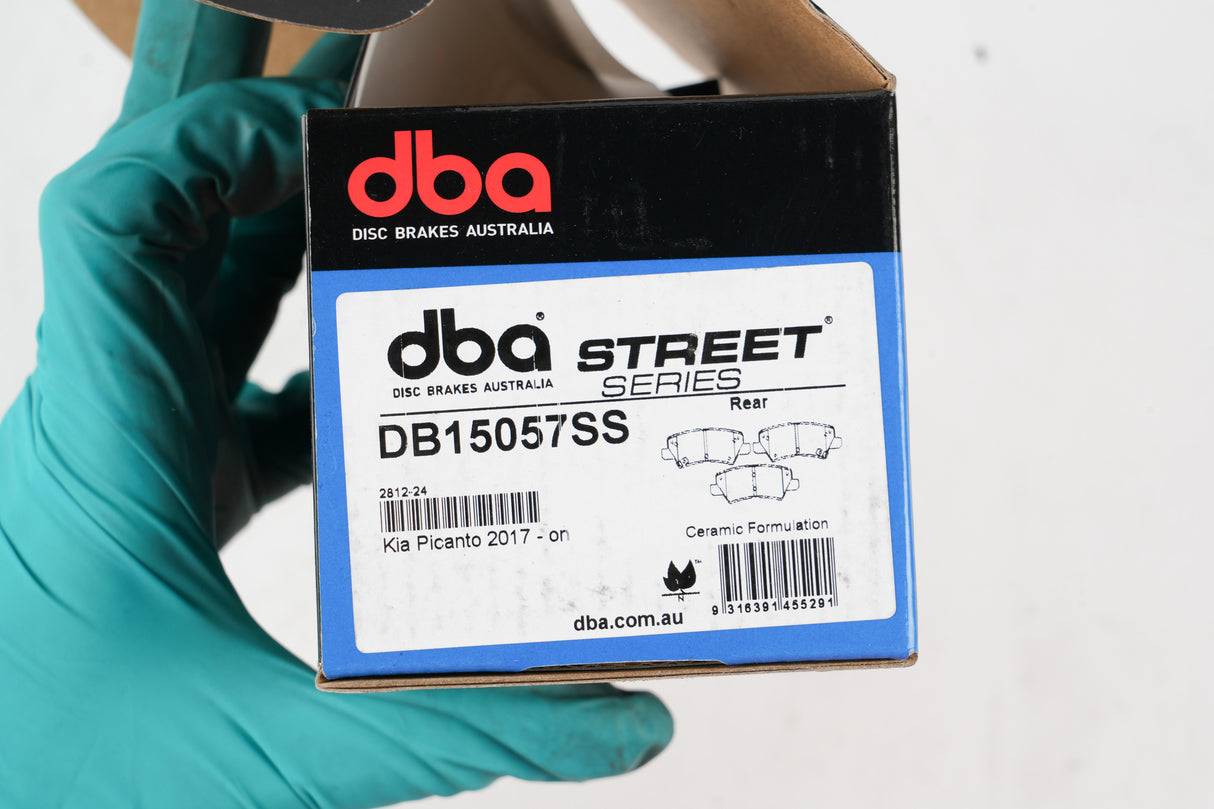 dba
DISC BRAKES AUSTRALIA
dba®
DISC BRAKES AUSTRALIA
STREET®
SERIES
Rear
DB15057SS
2812-24
Kia Picanto 2017 - on
Ceramic Formulation
™
N
9 316391 455291
dba.com.au